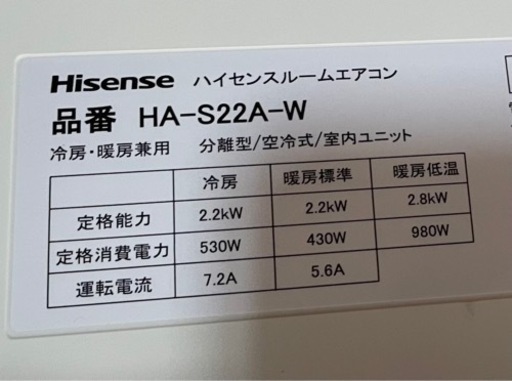 Hisense ハイセンスルームエアコン
品番 HA-S22A-W
冷房・暖房兼用 分離型/空冷式/室内ユニット
冷房 暖房標準 暖房低温
定格能力 2.2kW 2.2kW 2.8kW
定格消費電力 530W 430W 980W
運転電流 7.2A 5.6A